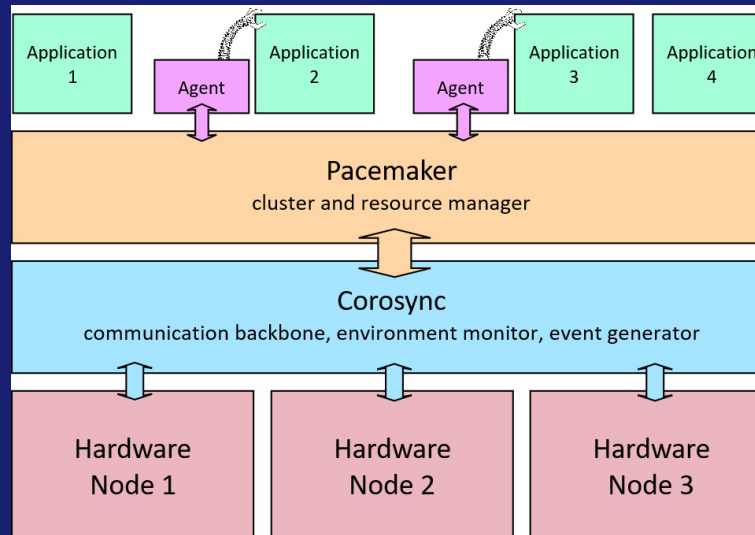 Application
1
Agent
Application
2
Agent
Application
3
Application
4
Pacemaker
cluster and resource manager
Corosync
communication backbone, environment monitor, event generator
Hardware
Node 1
Hardware
Node 2
Hardware
Node 3